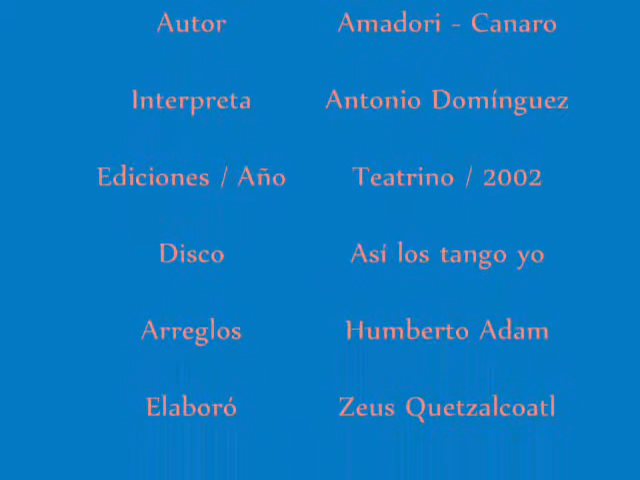 Autor Amadori - Canaro
Interpreta Antonio Domínguez
Ediciones / Año Teatrino / 2002
Disco Así los tango yo
Arreglos Humberto Adam
Elaboró Zeus Quetzalcoatl